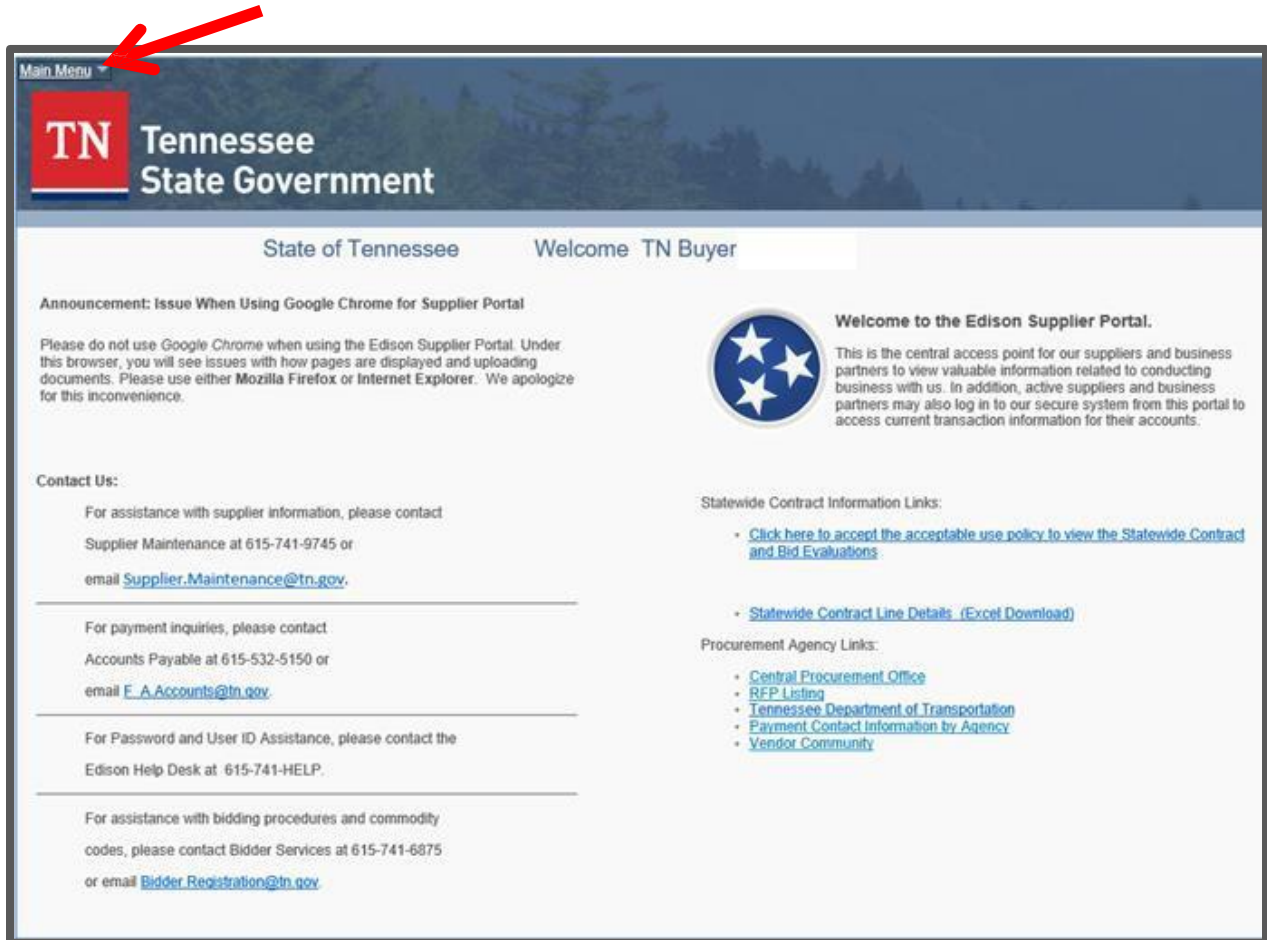 Main Menu
TN
Tennessee
State Government
State of Tennessee Welcome TN Buyer
Announcement: Issue When Using Google Chrome for Supplier Portal
Please do not use Google Chrome when using the Edison Supplier Portal. Under
this browser, you will see issues with how pages are displayed and uploading
documents. Please use either Mozilla Firefox or Internet Explorer. We apologize
for this inconvenience.
Welcome to the Edison Supplier Portal.
This is the central access point for our suppliers and business
partners to view valuable information related to conducting
business with us. In addition, active suppliers and business
partners may also log in to our secure system from this portal to
access current transaction information for their accounts.
Contact Us:
For assistance with supplier information, please contact
Supplier Maintenance at 615-741-9745 or
email Supplier.Maintenance@tn.gov.
For payment inquiries, please contact
Accounts Payable at 615-532-5150 or
email F_A.Accounts@tn.gov.
For Password and User ID Assistance, please contact the
Edison Help Desk at 615-741-HELP.
For assistance with bidding procedures and commodity
codes, please contact Bidder Services at 615-741-6875
or email Bidder.Registration@tn.gov.
Statewide Contract Information Links:
Click here to accept the acceptable use policy to view the Statewide Contract
and Bid Evaluations
Statewide Contract Line Details (Excel Download)
Procurement Agency Links:
Central Procurement Office
RFP Listing
Tennessee Department of Transportation
Payment Contact Information by Agency
Vendor Community